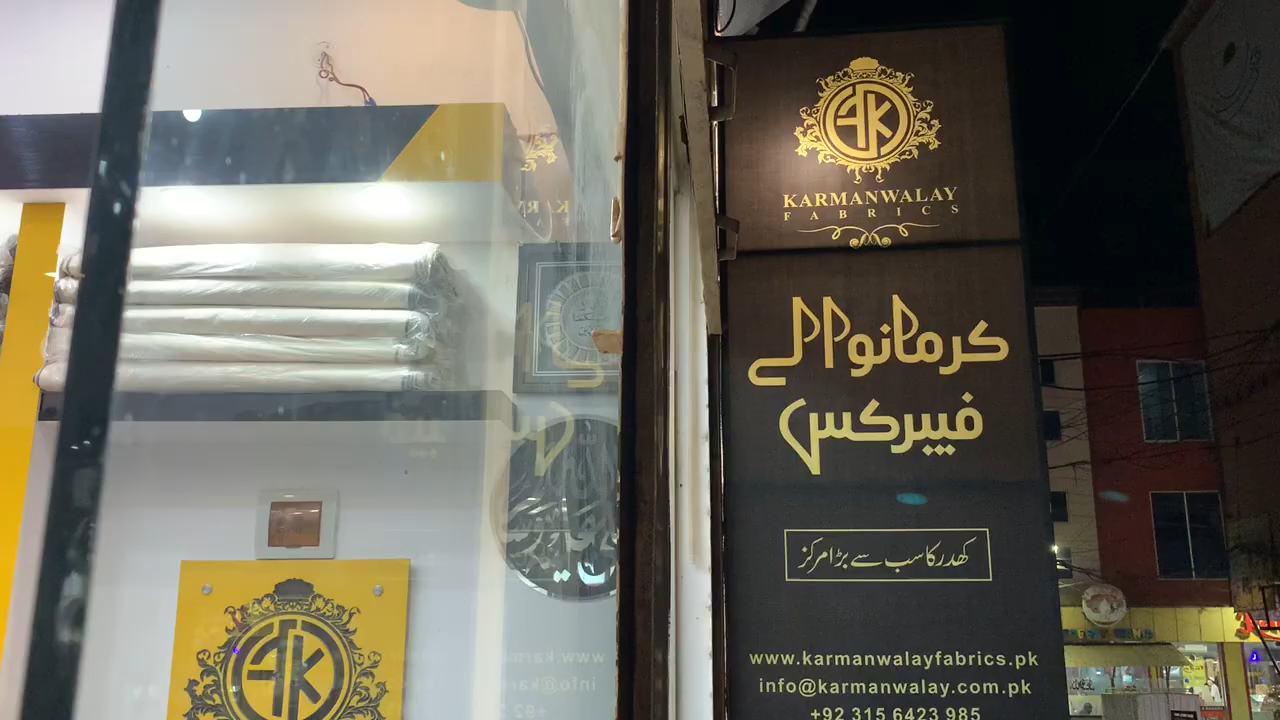 KARMANWALAY
FABRICS
کرمانوالے
فیبرکس
کھدر کا سب سے بڑا مرکز
www.karmanwalayfabrics.pk
info@karmanwalay.com.pk
+92 315 6423 985